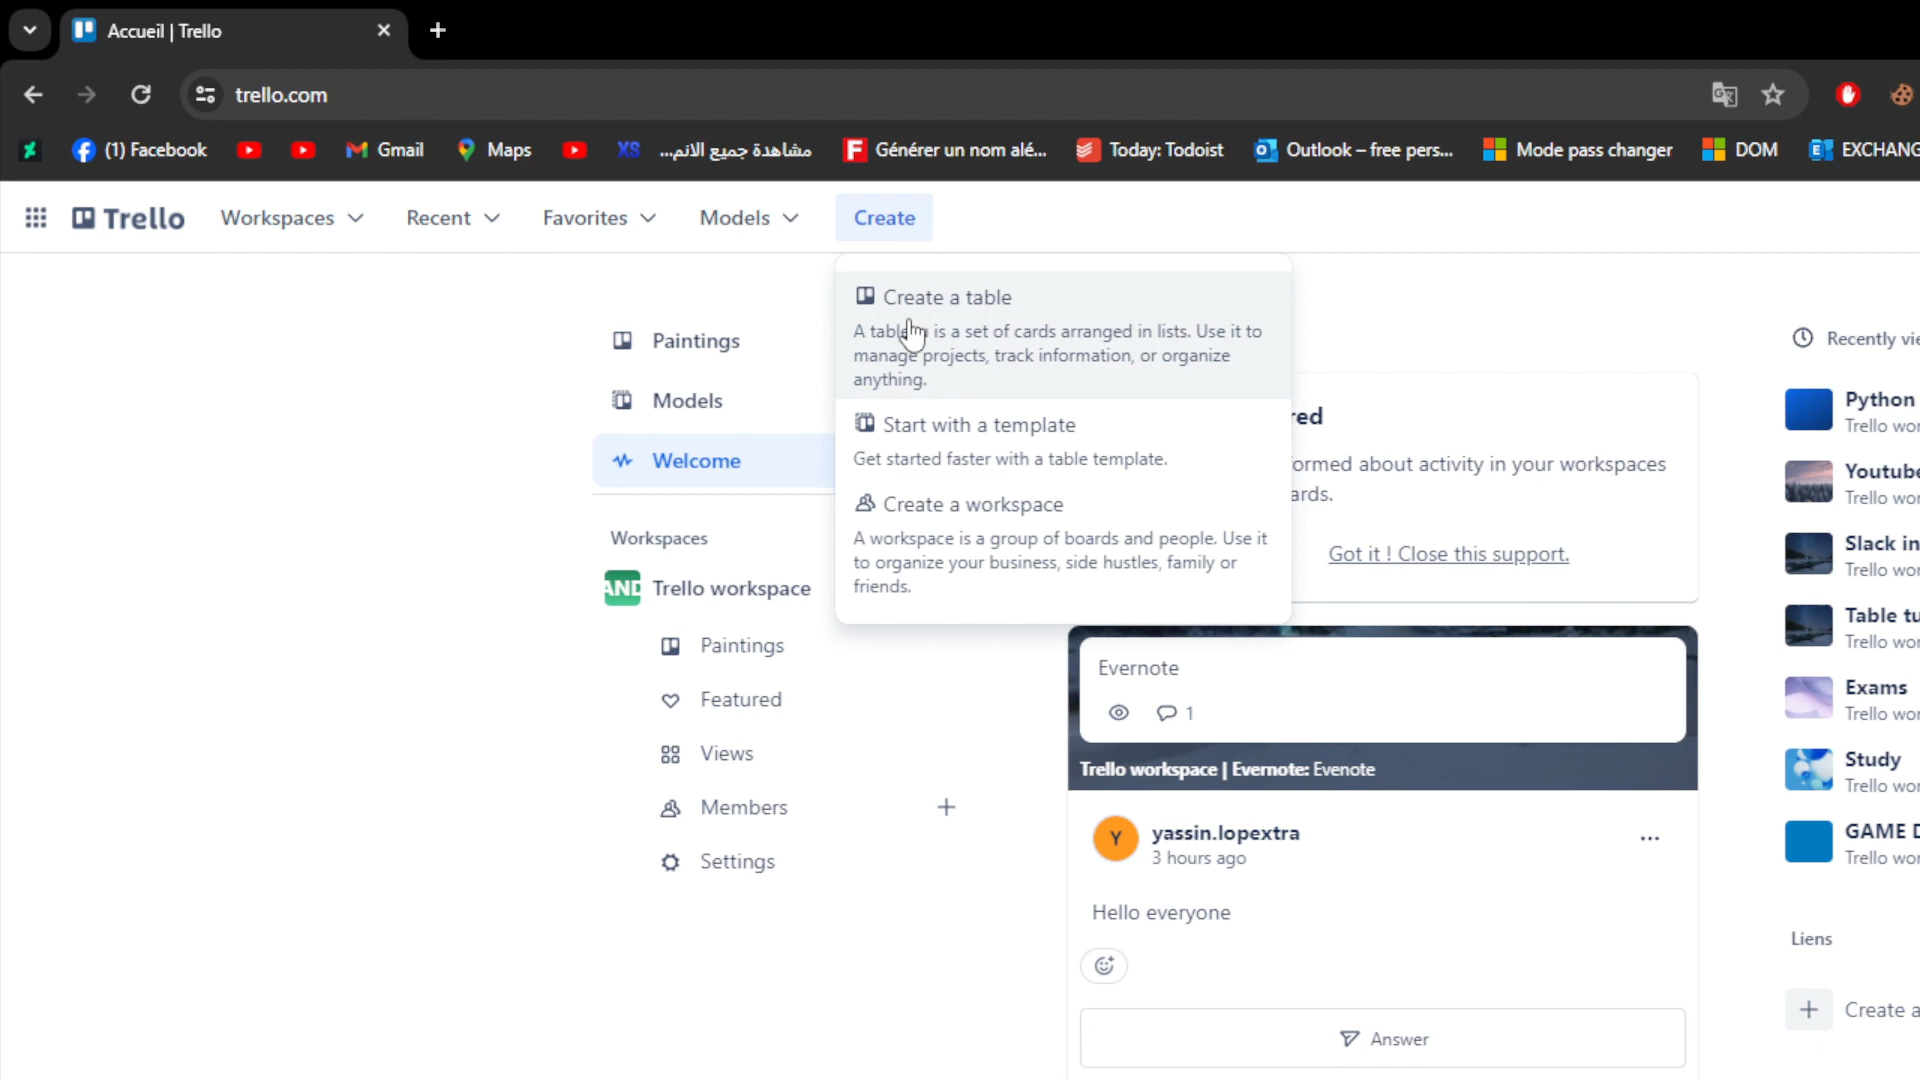 Accueil | Trello
trello.com
(1) Facebook
Gmail
Maps
XS
مشاهدة جميع الانم...
Générer un nom alé...
Today: Todoist
Outlook – free pers...
Mode pass changer
DOM
EXCHANG
Trello
Workspaces
Recent
Favorites
Models
Create
Create a table
is a set of cards arranged in lists. Use it to
manage projects, track information, or organize
anything.
Start with a template
Get started faster with a table template.
Create a workspace
A workspace is a group of boards and people. Use it
to organize your business, side hustles, family or
friends.
Paintings
Models
Welcome
Workspaces
AND
Trello workspace
Paintings
Featured
Views
Members
Settings
red
ormed about activity in your workspaces
ards.
Got it ! Close this support.
Evernote
1
Trello workspace | Evernote: Evenote
Y
yassin.lopextra
3 hours ago
Hello everyone
Answer
Recently vie
Python
Trello wor
Youtube
Trello wor
Slack in
Trello wor
Table tu
Trello wor
Exams
Trello wor
Study
Trello wor
GAME D
Trello wor
Liens
Create a